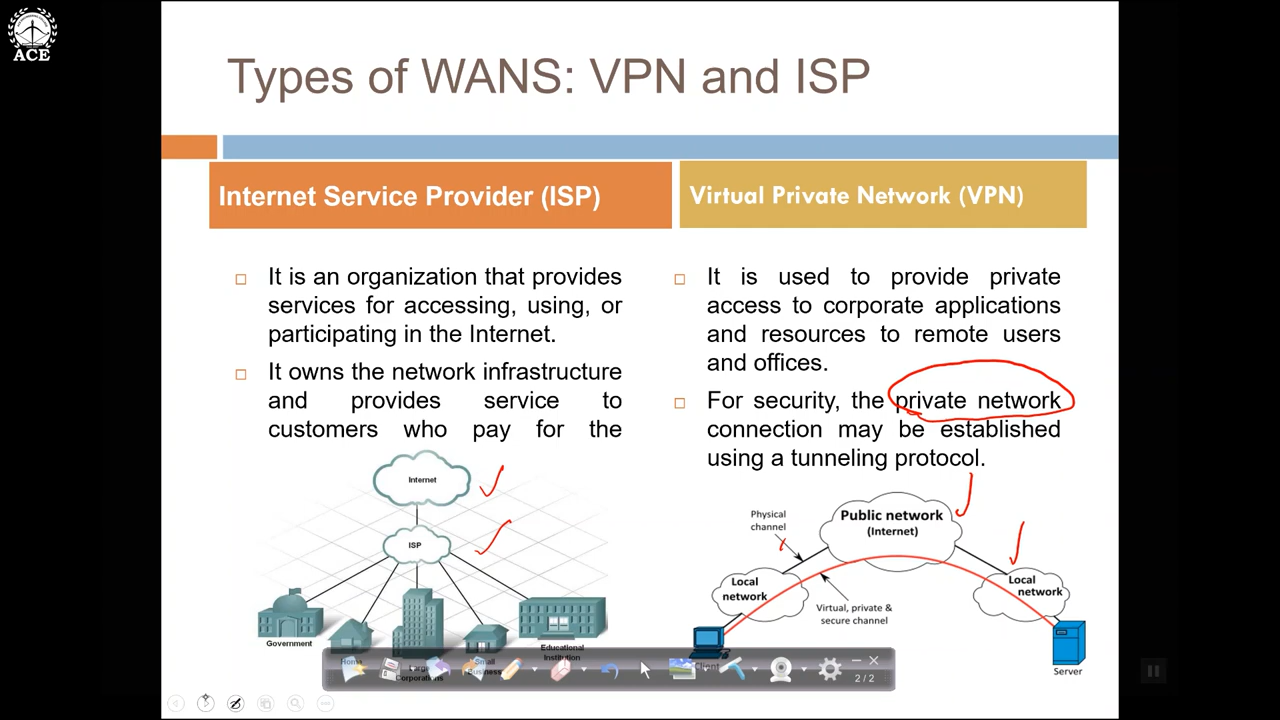 ACE
Types of WANS: VPN and ISP
Internet Service Provider (ISP)
It is an organization that provides
services for accessing, using, or
participating in the Internet.
It owns the network infrastructure
and provides service to
customers who pay for the
Internet
ISP
Government
Home
Large
Corporations
Small
Business
Educational
Institution
Virtual Private Network (VPN)
It is used to provide private
access to corporate applications
and resources to remote users
and offices.
For security, the private network
connection may be established
using a tunneling protocol.
Physical
channel
Public network
(Internet)
Local
network
Local
network
Virtual, private &
secure channel
Client
Server
2/2